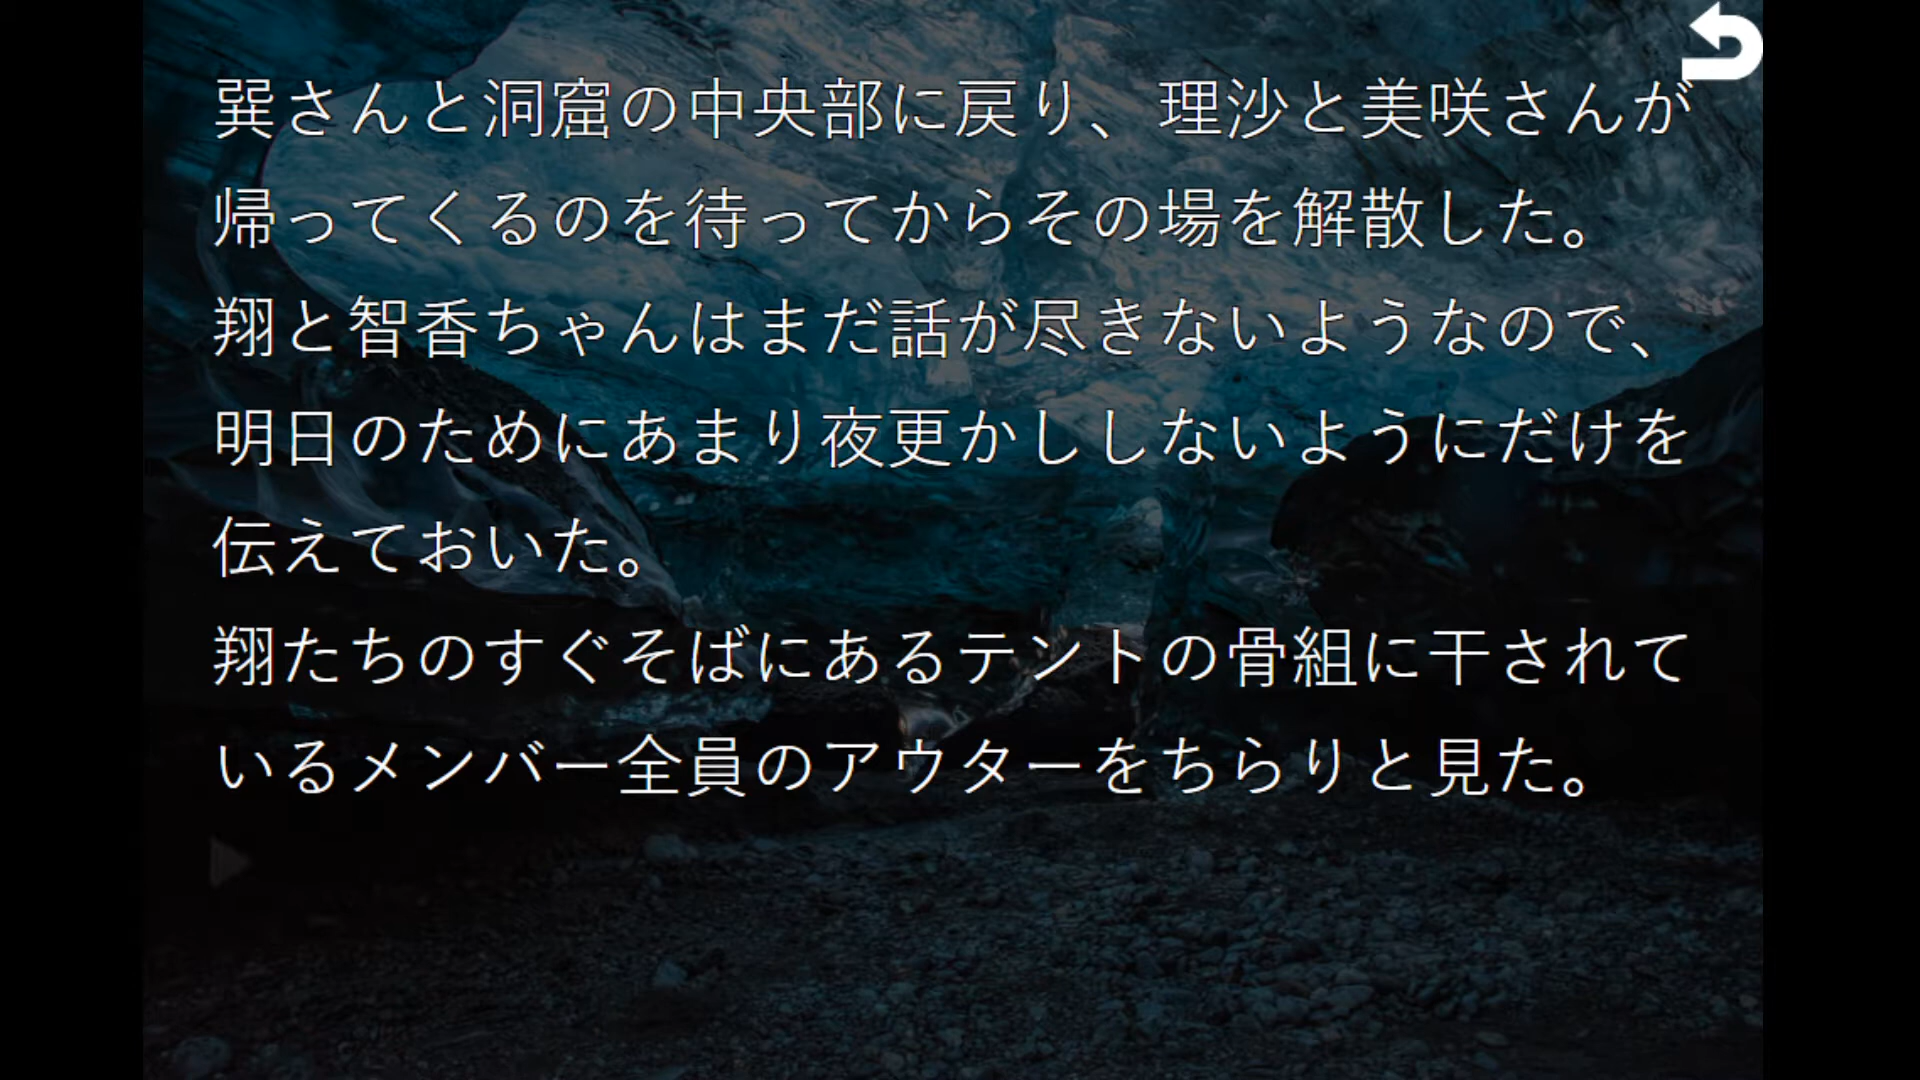 巽さんと洞窟の中央部に戻り、理沙と美咲さんが
帰ってくるのを待ってからその場を解散した。
翔と智香ちゃんはまだ話が尽きないようなので、
明日のためにあまり夜更かししないようにだけを
伝えておいた。
翔たちのすぐそばにあるテントの骨組に干されて
いるメンバー全員のアウターをちらりと見た。